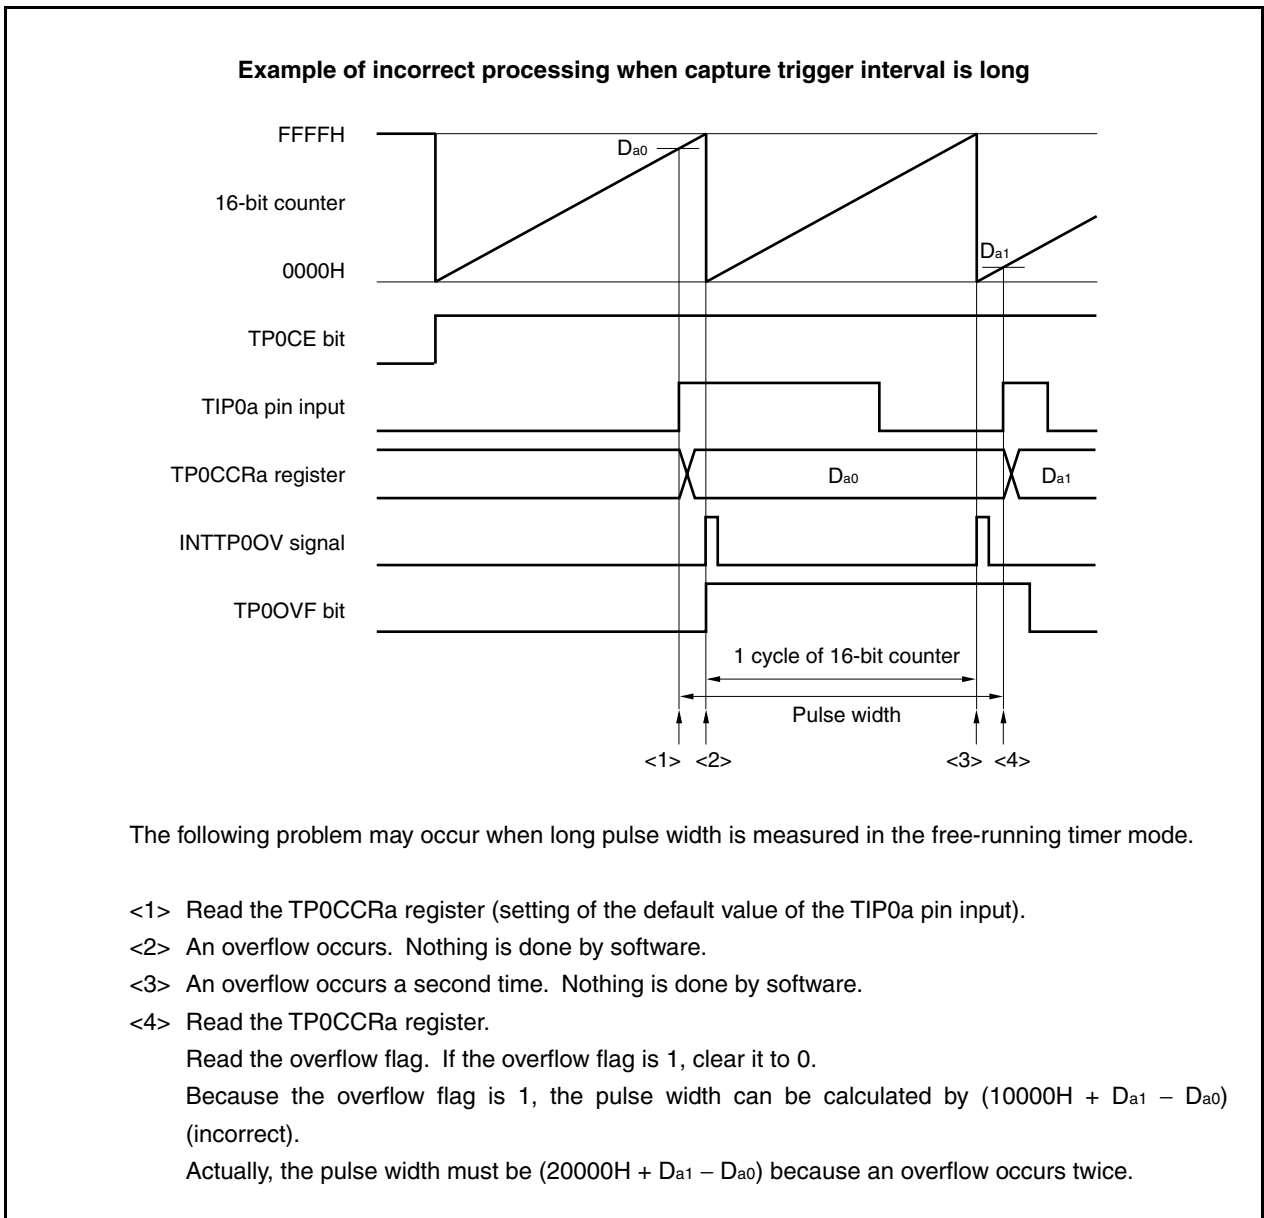 Example of incorrect processing when capture trigger interval is long
FFFFH
Da0
16-bit counter
Da1
0000H
TP0CE bit
TIP0a pin input
TP0CCRa register
Da0
Da1
INTTP0OV signal
TP0OVF bit
1 cycle of 16-bit counter
Pulse width
<1> <2> <3> <4>
The following problem may occur when long pulse width is measured in the free-running timer mode.
<1> Read the TP0CCRa register (setting of the default value of the TIP0a pin input).
<2> An overflow occurs. Nothing is done by software.
<3> An overflow occurs a second time. Nothing is done by software.
<4> Read the TP0CCRa register.
Read the overflow flag. If the overflow flag is 1, clear it to 0.
Because the overflow flag is 1, the pulse width can be calculated by (10000H + Da1 − Da0)
(incorrect).
Actually, the pulse width must be (20000H + Da1 − Da0) because an overflow occurs twice.